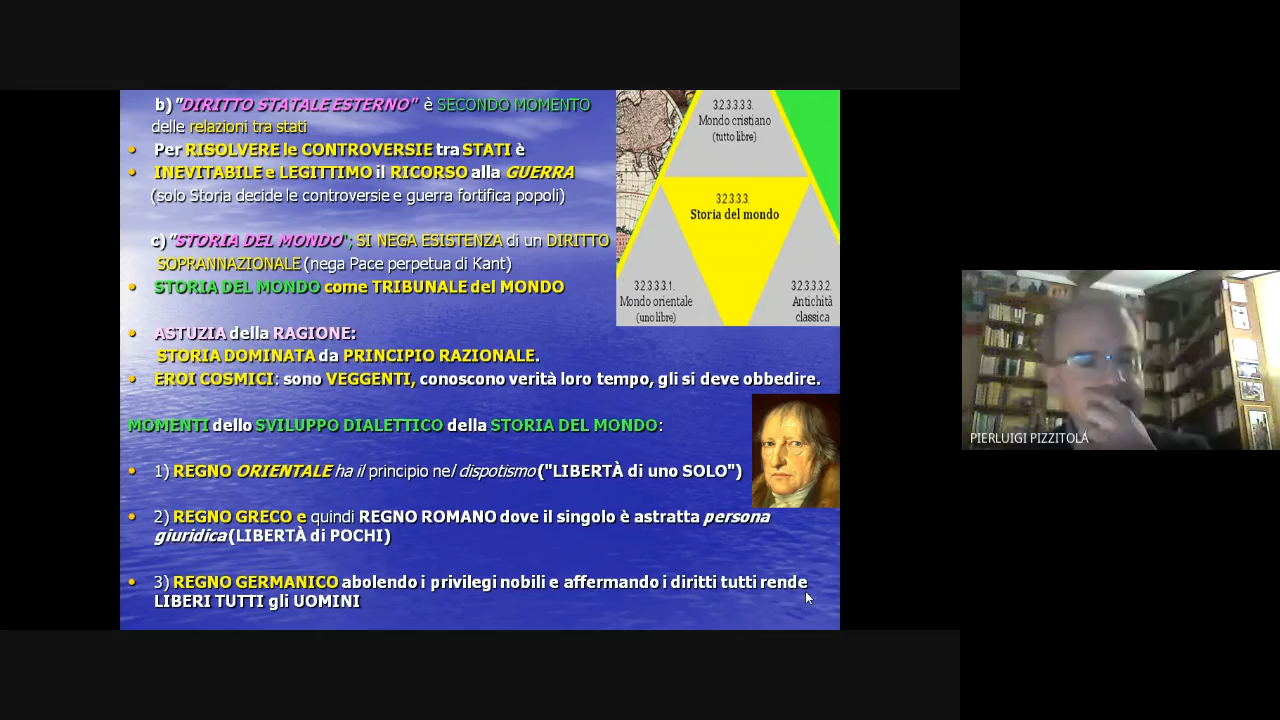 b) "DIRITTO STATALE ESTERNO" è SECONDO MOMENTO
delle relazioni tra stati
• Per RISOLVERE le CONTROVERSIE tra STATI è
• INEVITABILE e LEGITTIMO il RICORSO alla GUERRA
(solo Storia decide le controversie e guerra fortifica popoli)
c) "STORIA DEL MONDO"; SI NEGA ESISTENZA di un DIRITTO
SOPRANNAZIONALE (nega Pace perpetua di Kant)
• STORIA DEL MONDO come TRIBUNALE del MONDO
• ASTUZIA della RAGIONE:
STORIA DOMINATA da PRINCIPIO RAZIONALE.
• EROI COSMICI: sono VEGGENTI, conoscono verità loro tempo, gli si deve obbedire.
MOMENTI dello SVILUPPO DIALETTICO della STORIA DEL MONDO:
• 1) REGNO ORIENTALE ha il principio nel dispotismo ("LIBERTÀ di uno SOLO")
• 2) REGNO GRECO e quindi REGNO ROMANO dove il singolo è astratta persona
giuridica (LIBERTÀ di POCHI)
• 3) REGNO GERMANICO abolendo i privilegi nobili e affermando i diritti tutti rende
LIBERI TUTTI gli UOMINI
3.2.3.3.3.3.
Mondo cristiano
(tutto libre)
3.2.3.3.3.
Storia del mondo
3.2.3.3.3.1.
Mondo orientale
(uno libre)
3.2.3.3.3.2.
Antichità
classica
PIERLUIGI PIZZITOLA